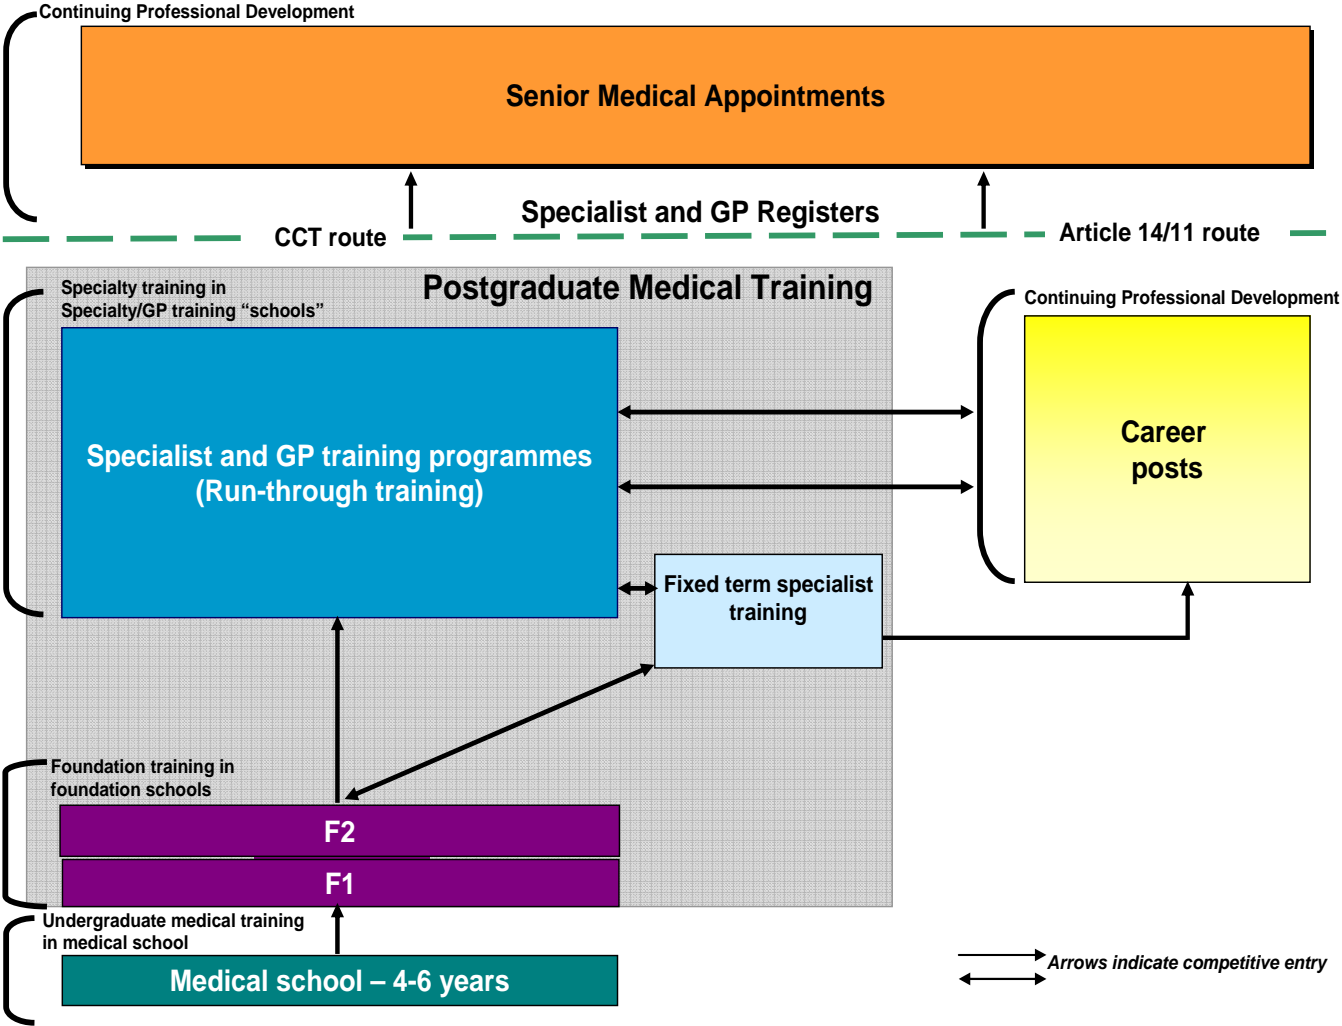 Continuing Professional Development
Senior Medical Appointments
Specialist and GP Registers
CCT route
Article 14/11 route
Postgraduate Medical Training
Specialty training in
Specialty/GP training “schools”
Continuing Professional Development
Specialist and GP training programmes
(Run-through training)
Career
posts
Fixed term specialist
training
Foundation training in
foundation schools
F2
F1
Undergraduate medical training
in medical school
Medical school – 4-6 years
Arrows indicate competitive entry